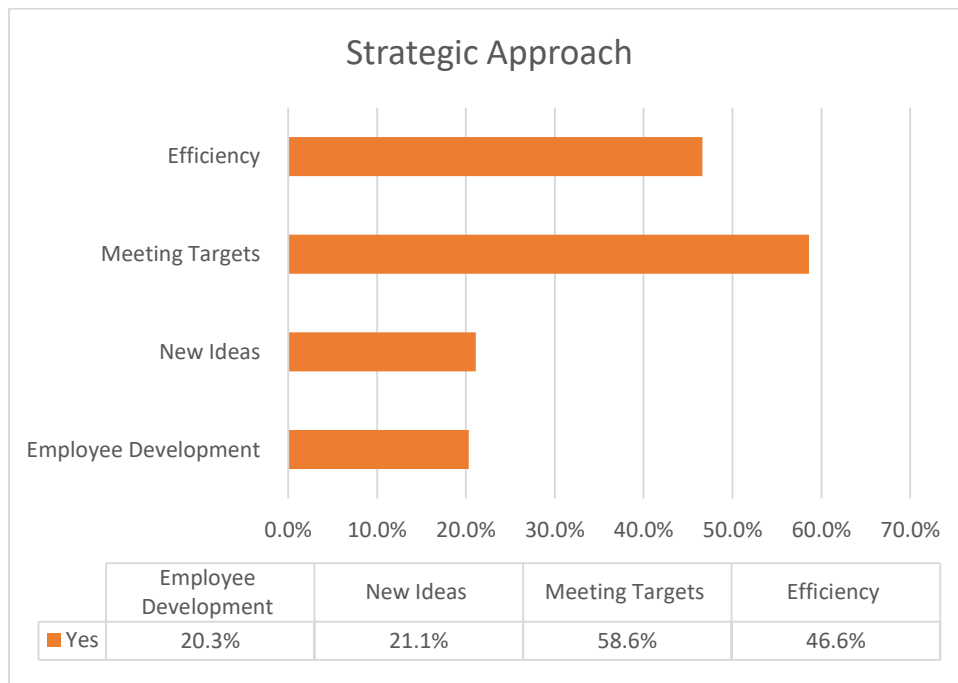 Strategic Approach
Efficiency
Meeting Targets
New Ideas
Employee Development
0.0% 10.0% 20.0% 30.0% 40.0% 50.0% 60.0% 70.0%
Employee Development New Ideas Meeting Targets Efficiency
Yes 20.3% 21.1% 58.6% 46.6%